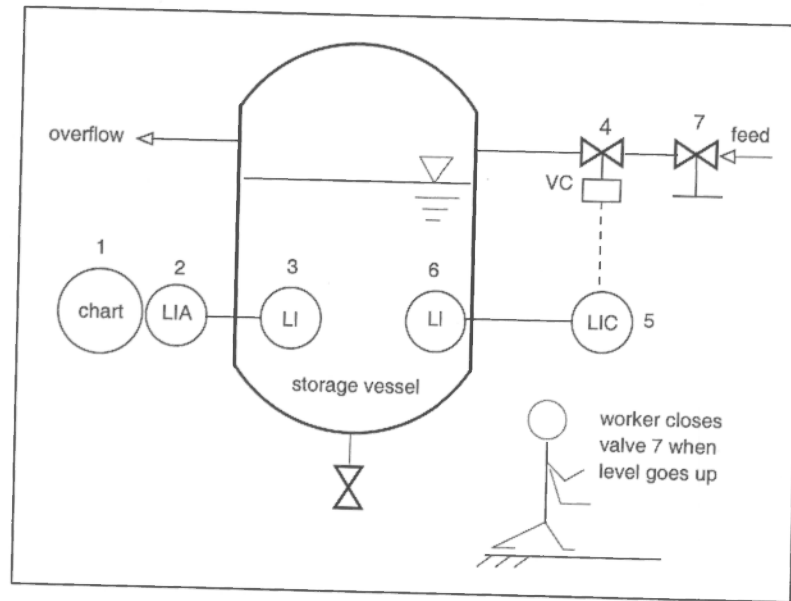 overflow
4
7
feed
VC
1
2
3
6
chart
LIA
LI
LI
LIC
5
storage vessel
worker closes
valve 7 when
level goes up